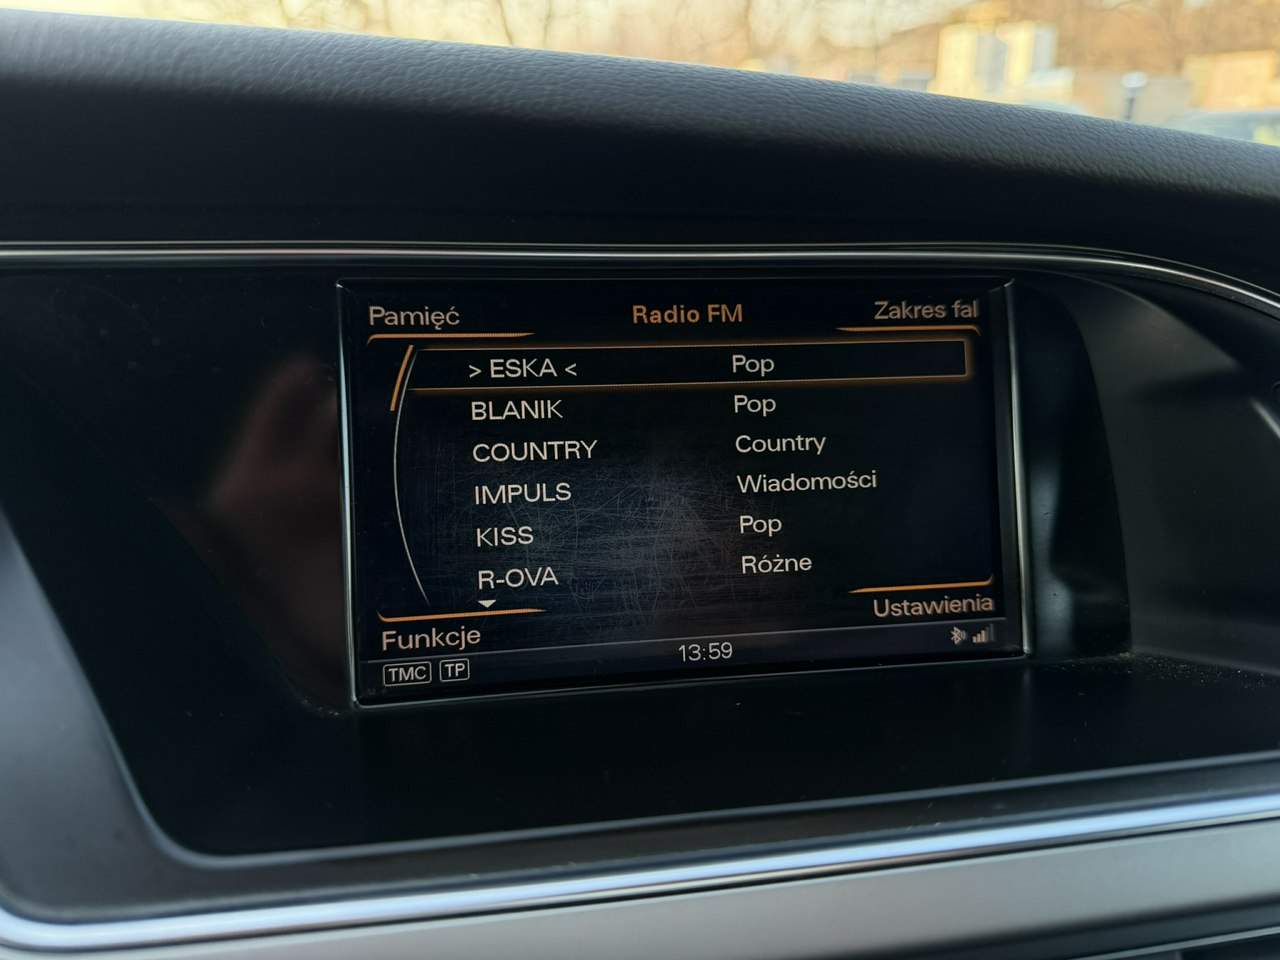 Pamięć Radio FM Zakres fal
> ESKA < Pop
BLANIK Pop
COUNTRY Country
IMPULS Wiadomości
KISS Pop
R-OVA Różne
Funkcje Ustawienia
TMC TP 13:59